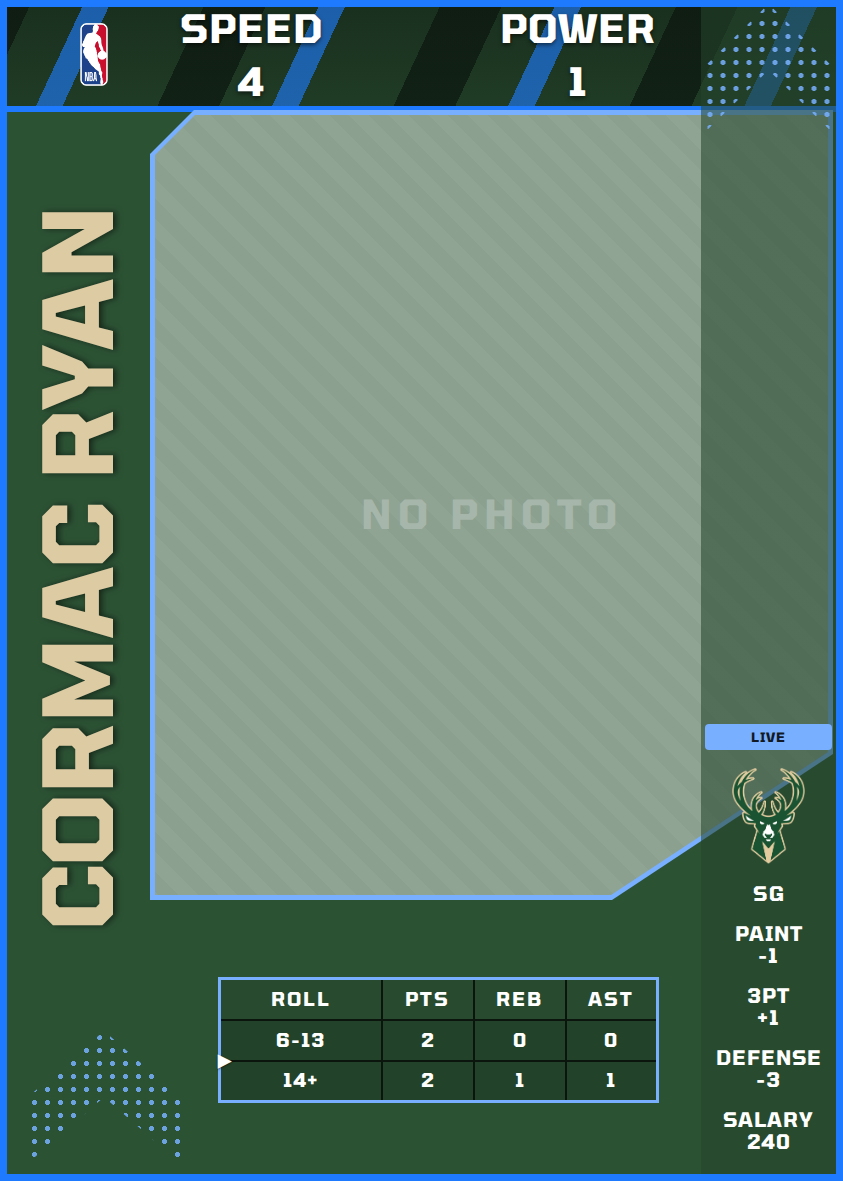 SPEED
4
POWER
1
NBA
CORMAC RYAN
NO PHOTO
LIVE
SG
PAINT
-1
3PT
+1
DEFENSE
-3
SALARY
240
ROLL PTS REB AST
6-13 2 0 0
14+ 2 1 1